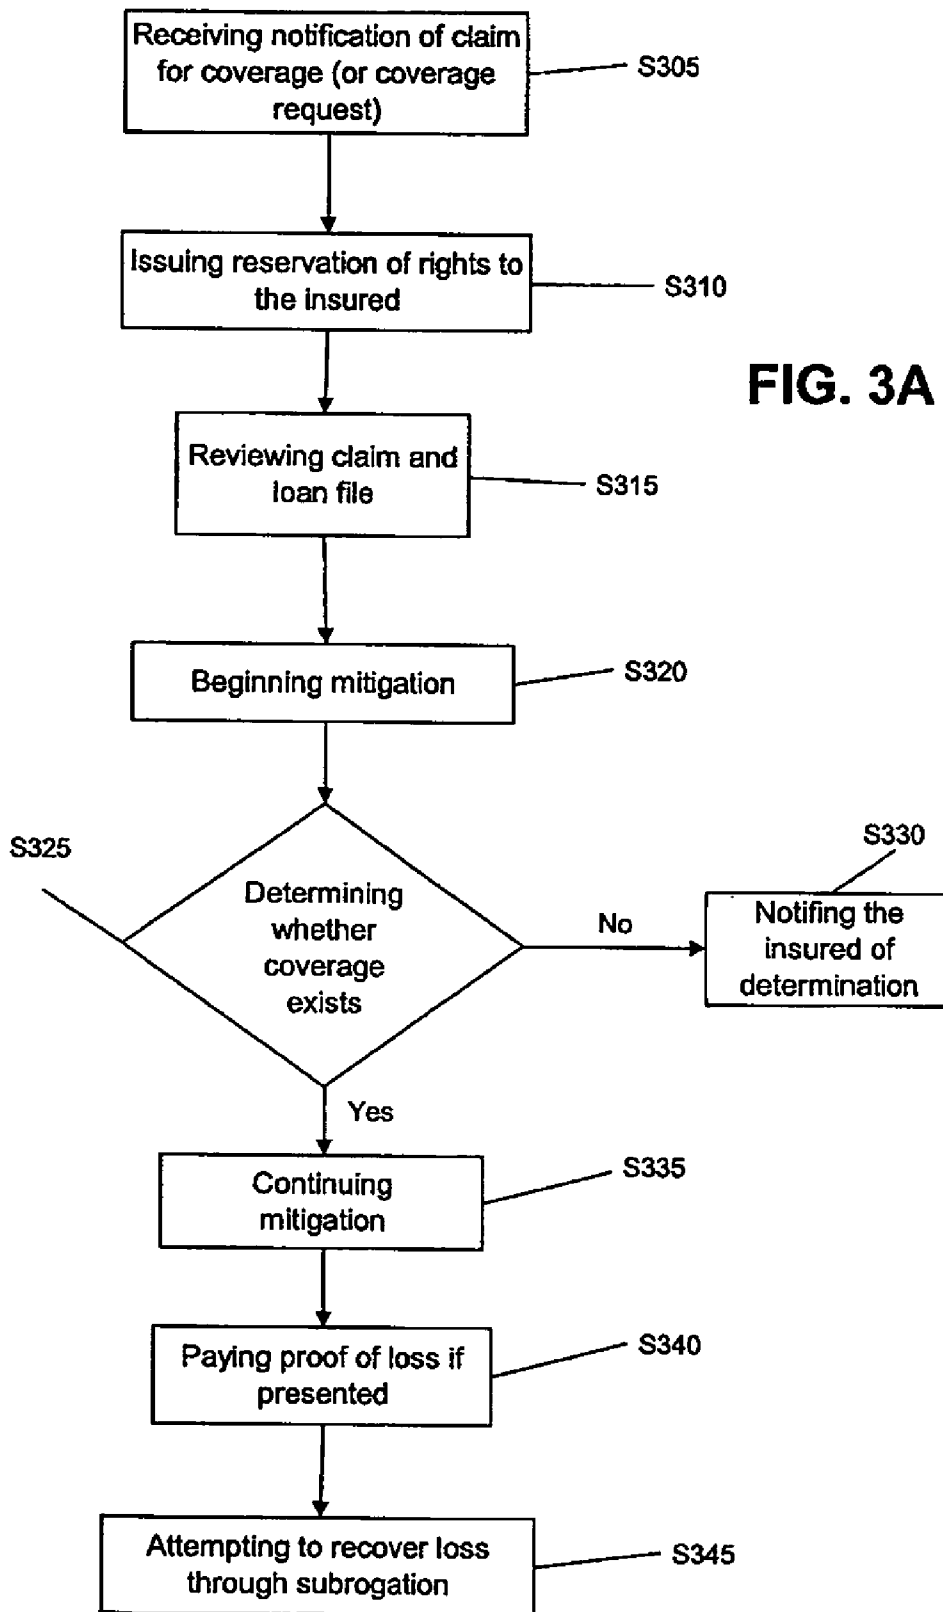 Receiving notification of claim
for coverage (or coverage
request)
S305
Issuing reservation of rights to
the insured
S310
FIG. 3A
Reviewing claim and
loan file
S315
Beginning mitigation
S320
S325
Determining
whether
coverage
exists
No
S330
Notifing the
insured of
determination
Yes
Continuing
mitigation
S335
Paying proof of loss if
presented
S340
Attempting to recover loss
through subrogation
S345